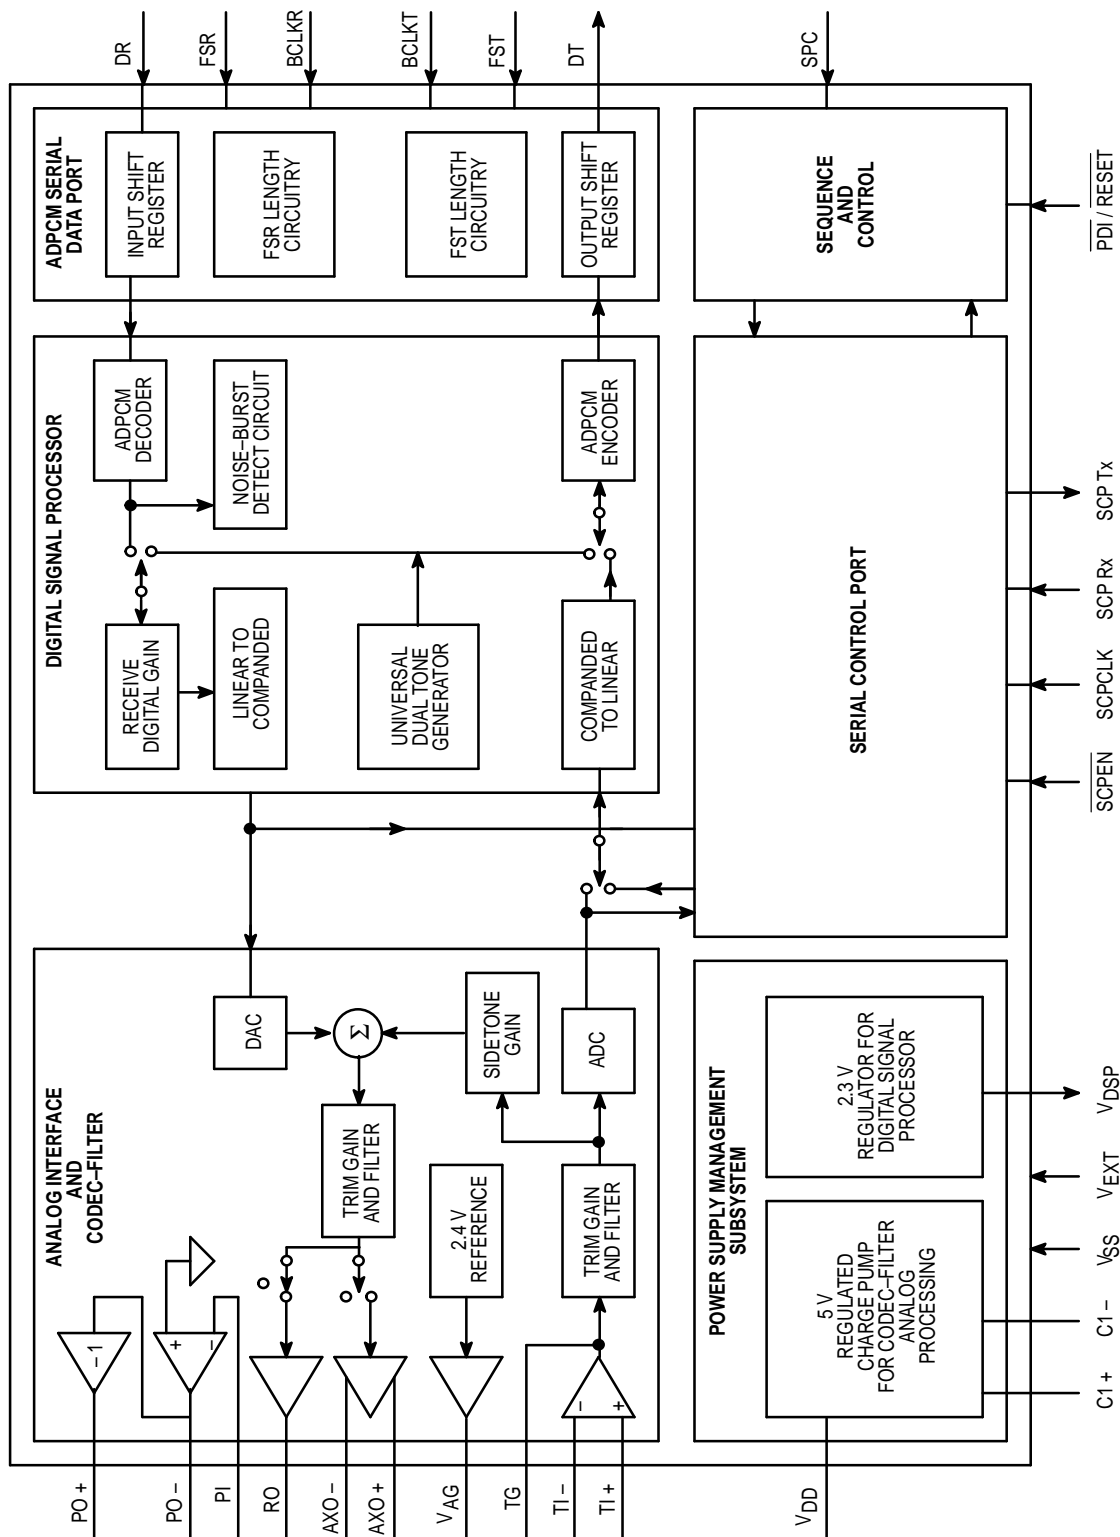 PO +
PO –
PI
RO
AXO –
AXO +
VAG
TG
TI –
TI +
VDD
ANALOG INTERFACE
AND
CODEC–FILTER
– 1
+
–
TRIM GAIN
AND FILTER
2.4 V
REFERENCE
–
+
TRIM GAIN
AND FILTER
DAC
Σ
SIDETONE
GAIN
ADC
DIGITAL SIGNAL PROCESSOR
RECEIVE
DIGITAL GAIN
LINEAR TO
COMPANDED
UNIVERSAL
DUAL TONE
GENERATOR
COMPANDED
TO LINEAR
ADPCM
DECODER
NOISE–BURST
DETECT CIRCUIT
ADPCM
ENCODER
ADPCM SERIAL
DATA PORT
INPUT SHIFT
REGISTER
FSR LENGTH
CIRCUITRY
FST LENGTH
CIRCUITRY
OUTPUT SHIFT
REGISTER
DR
FSR
BCLKR
BCLKT
FST
DT
SPC
POWER SUPPLY MANAGEMENT
SUBSYSTEM
5 V
REGULATED
CHARGE PUMP
FOR CODEC–FILTER
ANALOG
PROCESSING
2.3 V
REGULATOR FOR
DIGITAL SIGNAL
PROCESSOR
SERIAL CONTROL PORT
SEQUENCE
AND
CONTROL
C1 +
C1 –
VSS
VEXT
VDSP
SCPEN
SCPCLK
SCP Rx
SCP Tx
PDI / RESET